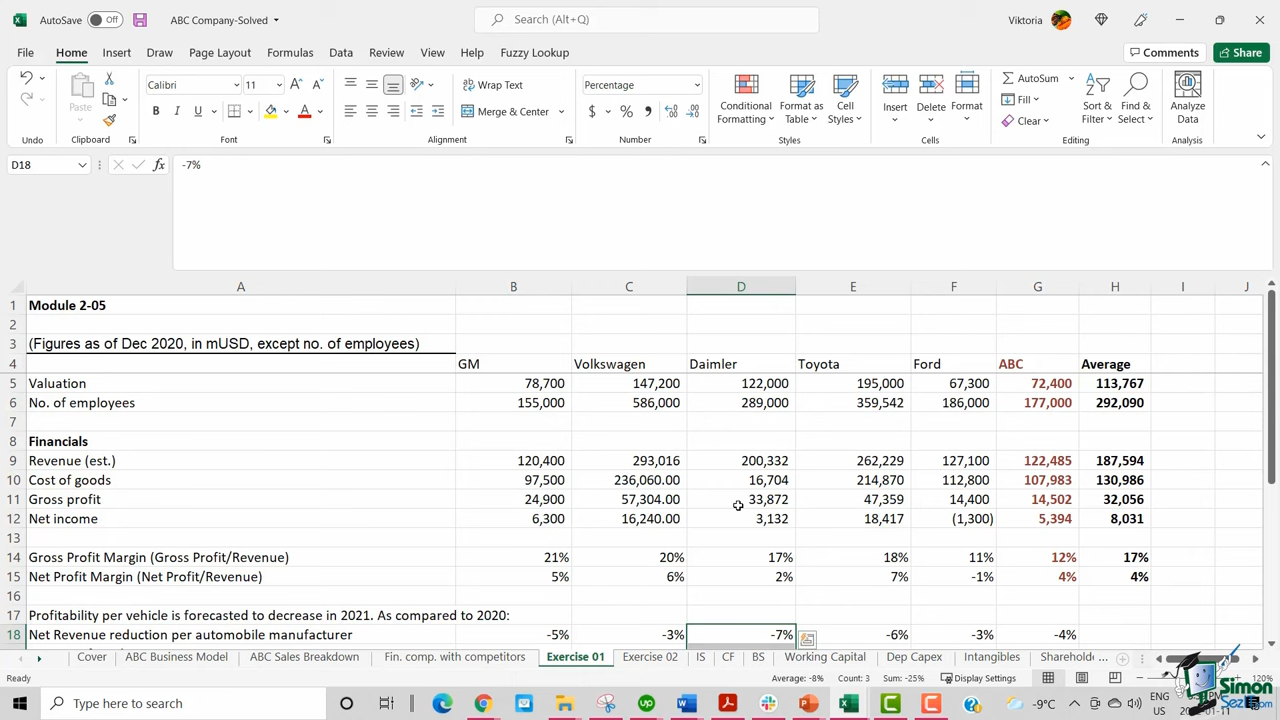 AutoSave Off ABC Company-Solved Search (Alt+Q) Viktoria
File Home Insert Draw Page Layout Formulas Data Review View Help Fuzzy Lookup Comments Share
Paste Calibri 11 Wrap Text Percentage Conditional Formatting Format as Table Cell Styles Insert Delete Format AutoSum Sort & Filter Find & Select Analyze Data
B I U Merge & Center $ % , Fill
Clear
Undo Clipboard Font Alignment Number Styles Cells Editing Analysis
D18 fx -7%
A B C D E F G H I J
1 Module 2-05
2
3 (Figures as of Dec 2020, in mUSD, except no. of employees)
4 GM Volkswagen Daimler Toyota Ford ABC Average
5 Valuation 78,700 147,200 122,000 195,000 67,300 72,400 113,767
6 No. of employees 155,000 586,000 289,000 359,542 186,000 177,000 292,090
7
8 Financials
9 Revenue (est.) 120,400 293,016 200,332 262,229 127,100 122,485 187,594
10 Cost of goods 97,500 236,060.00 16,704 214,870 112,800 107,983 130,986
11 Gross profit 24,900 57,304.00 33,872 47,359 14,400 14,502 32,056
12 Net income 6,300 16,240.00 3,132 18,417 (1,300) 5,394 8,031
13
14 Gross Profit Margin (Gross Profit/Revenue) 21% 20% 17% 18% 11% 12% 17%
15 Net Profit Margin (Net Profit/Revenue) 5% 6% 2% 7% -1% 4% 4%
16
17 Profitability per vehicle is forecasted to decrease in 2021. As compared to 2020:
18 Net Revenue reduction per automobile manufacturer -5% -3% -7% -6% -3% -4%
Cover ABC Business Model ABC Sales Breakdown Fin. comp. with competitors Exercise 01 Exercise 02 IS CF BS Working Capital Dep Capex Intangibles Shareholde ...
Ready Average: -8% Count: 3 Sum: -25% Display Settings 120%
Type here to search -9°C ENG
US
Simon Sez IT